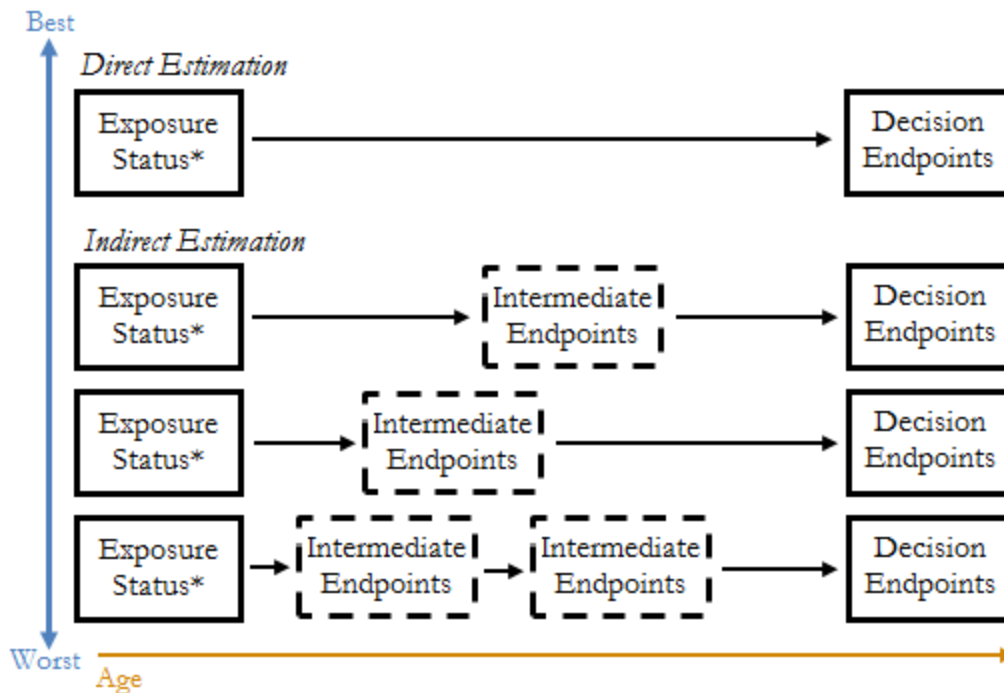 Best
Direct Estimation
Exposure
Status*
Decision
Endpoints
Indirect Estimation
Exposure
Status*
Intermediate
Endpoints
Decision
Endpoints
Exposure
Status*
Intermediate
Endpoints
Decision
Endpoints
Exposure
Status*
Intermediate
Endpoints
Intermediate
Endpoints
Decision
Endpoints
Worst
Age